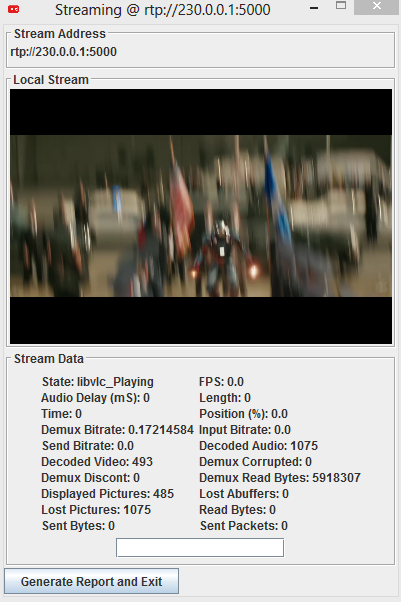 Streaming @ rtp://230.0.0.1:5000
Stream Address
rtp://230.0.0.1:5000
Local Stream
Stream Data
State: libvlc_Playing FPS: 0.0
Audio Delay (mS): 0 Length: 0
Time: 0 Position (%): 0.0
Demux Bitrate: 0.17214584 Input Bitrate: 0.0
Send Bitrate: 0.0 Decoded Audio: 1075
Decoded Video: 493 Demux Corrupted: 0
Demux Discont: 0 Demux Read Bytes: 5918307
Displayed Pictures: 485 Lost Abuffers: 0
Lost Pictures: 1075 Read Bytes: 0
Sent Bytes: 0 Sent Packets: 0
Generate Report and Exit